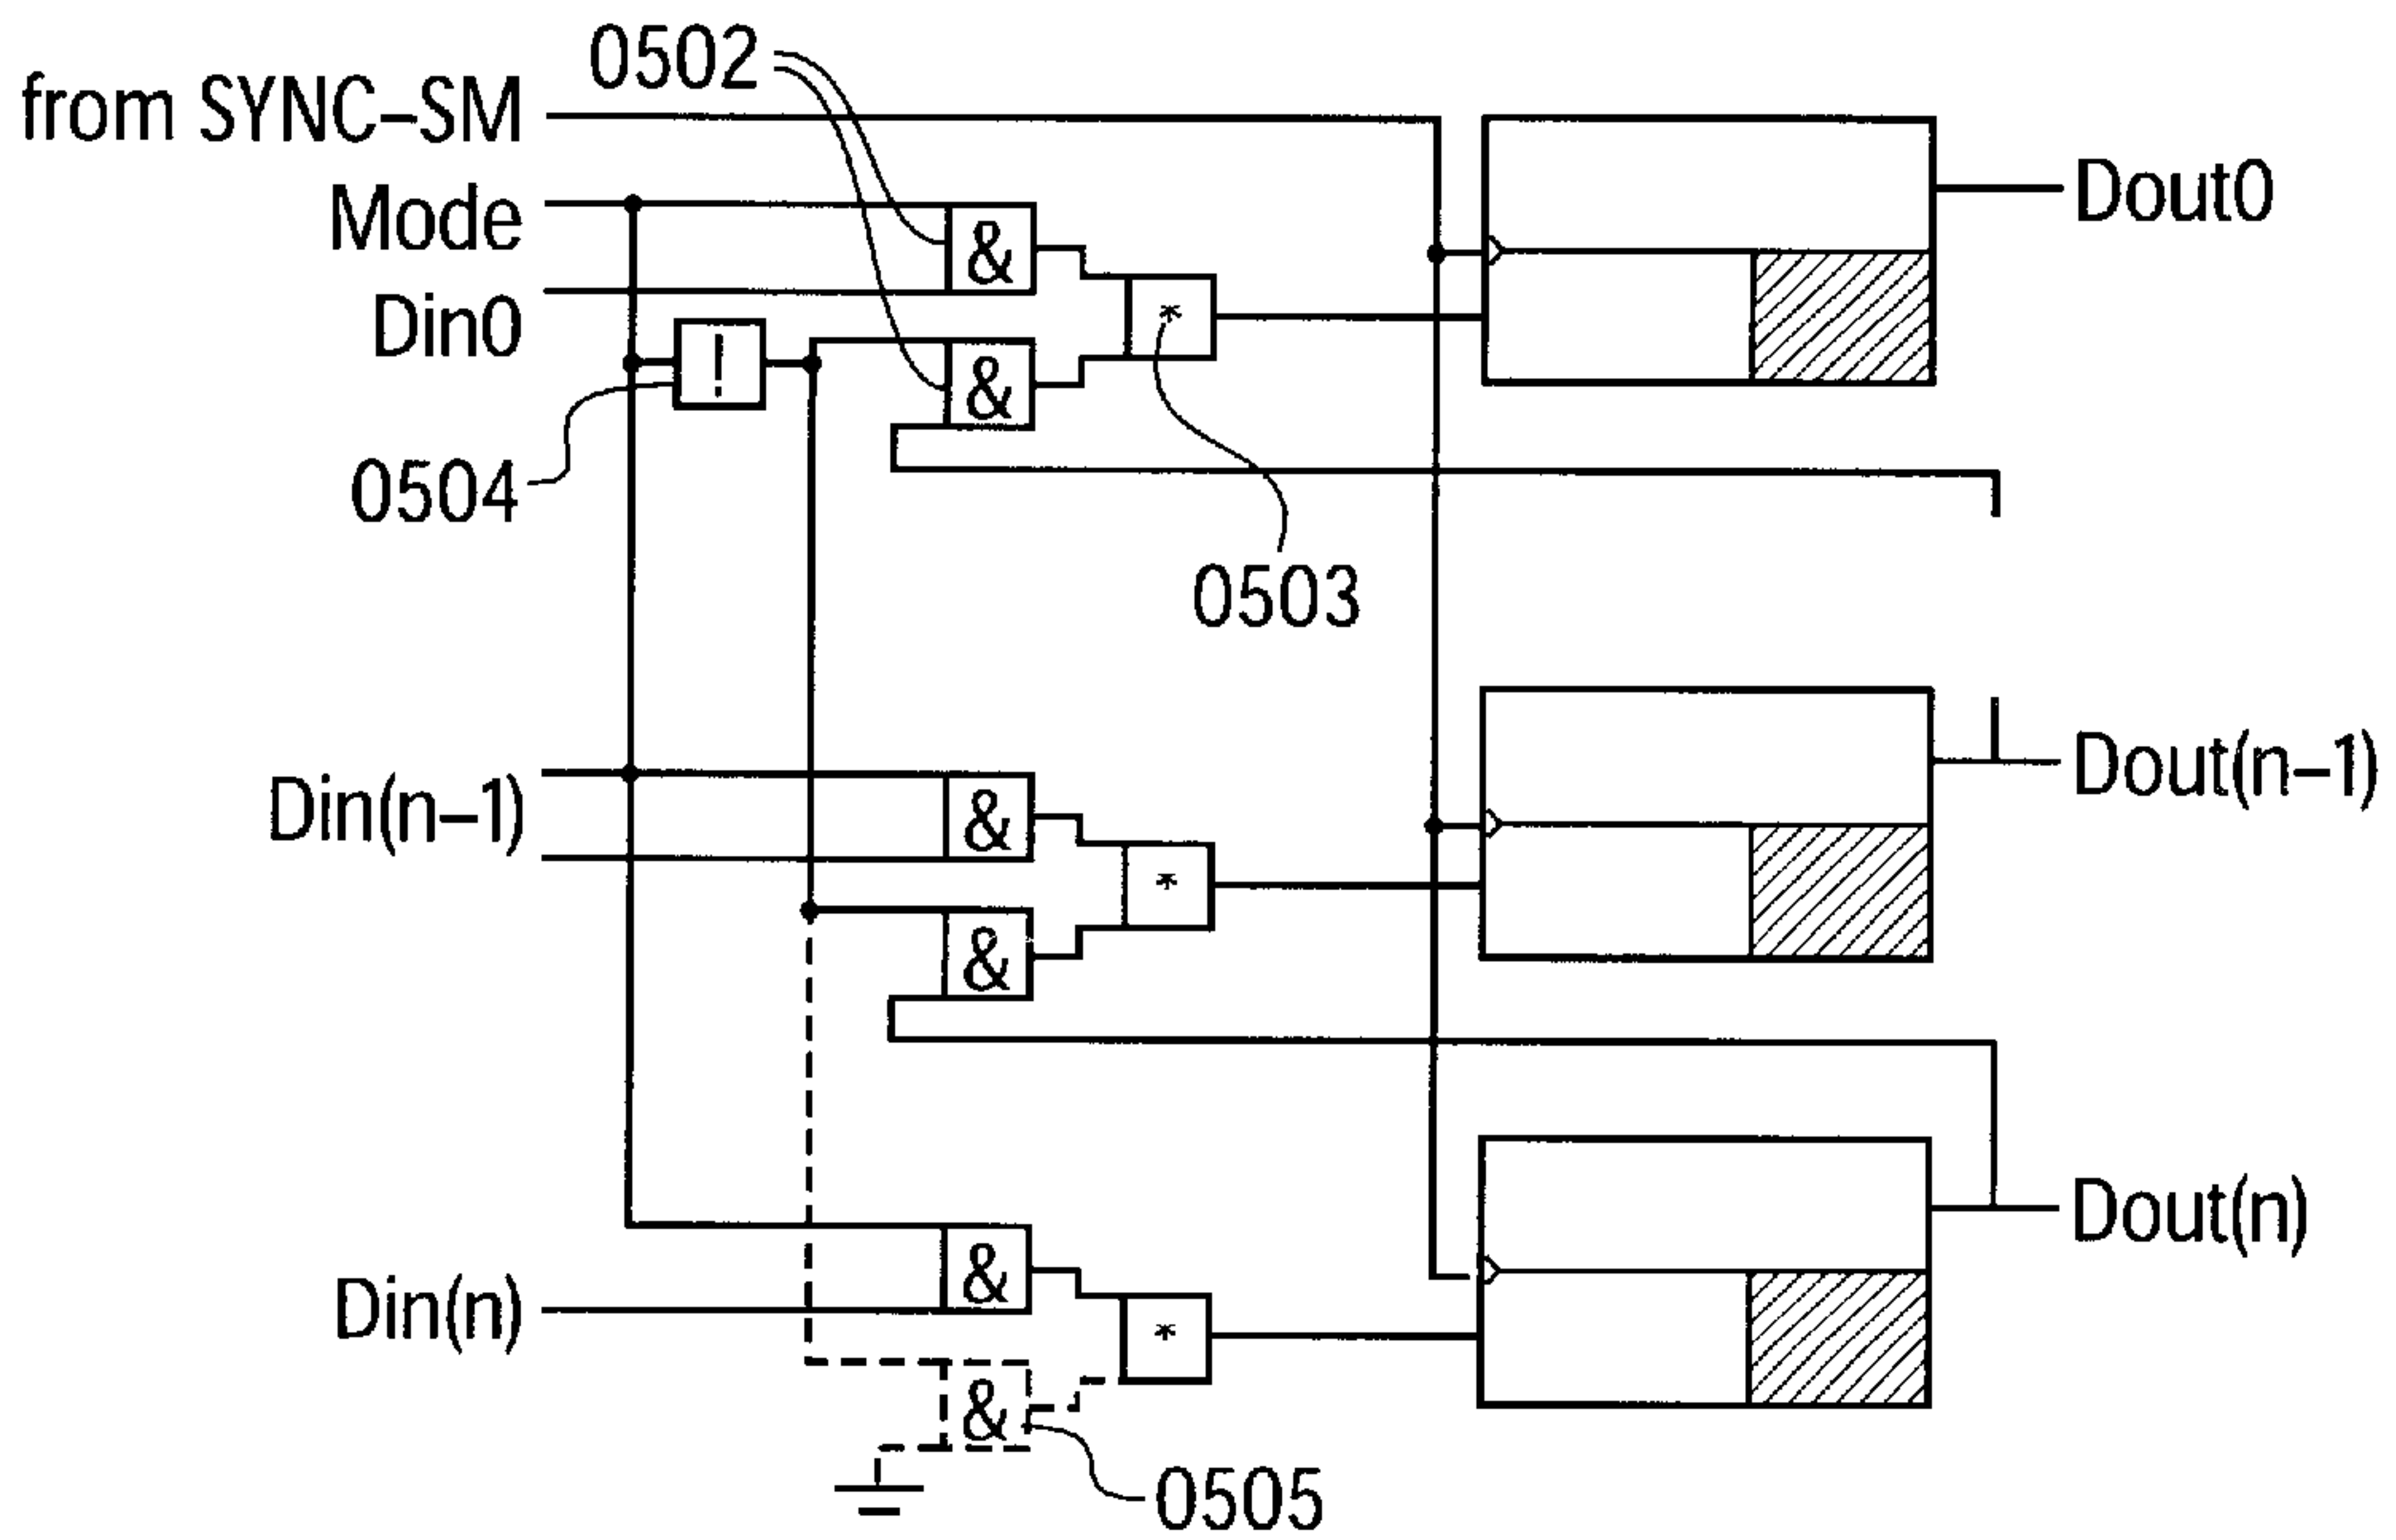 0502
from SYNC–SM
Mode
&
Dout0
Din0
*
!
&
0504
0503
Din(n–1)
&
Dout(n–1)
*
&
Dout(n)
Din(n)
&
*
&
0505